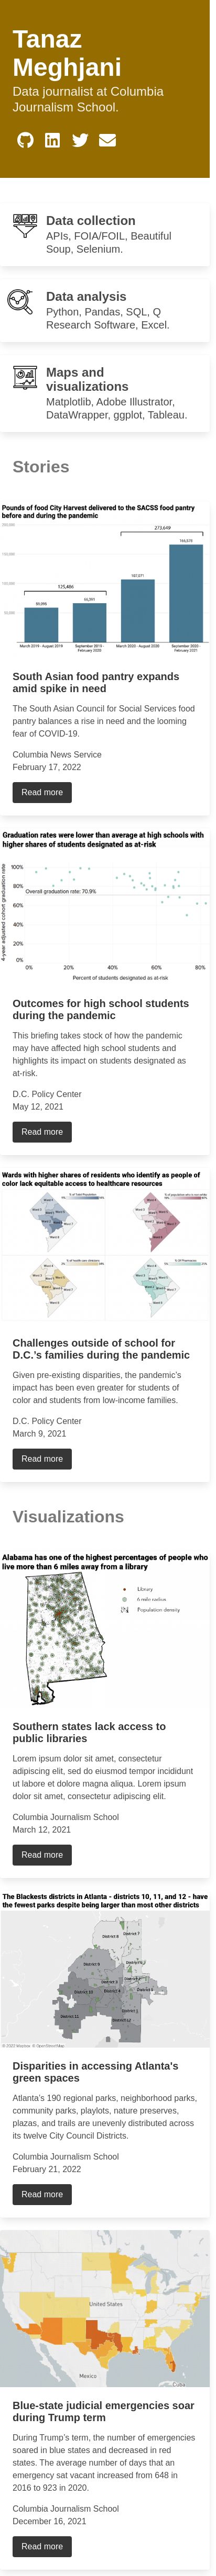 Tanaz
Meghjani
Data journalist at Columbia
Journalism School.
Data collection
APIs, FOIA/FOIL, Beautiful
Soup, Selenium.
Data analysis
Python, Pandas, SQL, Q
Research Software, Excel.
Maps and
visualizations
Matplotlib, Adobe Illustrator,
DataWrapper, ggplot, Tableau.
Stories
Pounds of food City Harvest delivered to the SACSS food pantry
before and during the pandemic
200,000
150,000
100,000
50,000
273,649
125,486
107,071
March 2019 - August 2019
September 2019 - February 2020
March 2020 - August 2020
September 2020 - February 2021
South Asian food pantry expands
amid spike in need
The South Asian Council for Social Services food
pantry balances a rise in need and the looming
fear of COVID-19.
Columbia News Service
February 17, 2022
Read more
Graduation rates were lower than average at high schools with
higher shares of students designated as at-risk
4-year adjusted cohort graduation rate
100%
80%
Overall graduation rate: 70.9%
60%
40%
20%
0%
0%
20%
40%
60%
80%
Percent of students designated as at-risk
Outcomes for high school students
during the pandemic
This briefing takes stock of how the pandemic
may have affected high school students and
highlights its impact on students designated as
at-risk.
D.C. Policy Center
May 12, 2021
Read more
Wards with higher shares of residents who identify as people of
color lack equitable access to healthcare resources
Challenges outside of school for
D.C.’s families during the pandemic
Given pre-existing disparities, the pandemic’s
impact has been even greater for students of
color and students from low-income families.
D.C. Policy Center
March 9, 2021
Read more
Visualizations
Alabama has one of the highest percentages of people who
live more than 6 miles away from a library
Library
6 mile radius
Population density
Southern states lack access to
public libraries
Lorem ipsum dolor sit amet, consectetur
adipiscing elit, sed do eiusmod tempor incididunt
ut labore et dolore magna aliqua. Lorem ipsum
dolor sit amet, consectetur adipiscing elit.
Columbia Journalism School
March 12, 2021
Read more
The Blackests districts in Atlanta - districts 10, 11, and 12 - have
the fewest parks despite being larger than most other districts
District 8
District 7
District 10
District 11
© 2022 Mapbox © OpenStreetMap
Disparities in accessing Atlanta's
green spaces
Atlanta’s 190 regional parks, neighborhood parks,
community parks, playlots, nature preserves,
plazas, and trails are unevenly distributed across
its twelve City Council Districts.
Columbia Journalism School
February 21, 2022
Read more
United States
Mexico
Cuba
Blue-state judicial emergencies soar
during Trump term
During Trump’s term, the number of emergencies
soared in blue states and decreased in red
states. The average number of days that an
emergency sat vacant increased from 648 in
2016 to 923 in 2020.
Columbia Journalism School
December 16, 2021
Read more